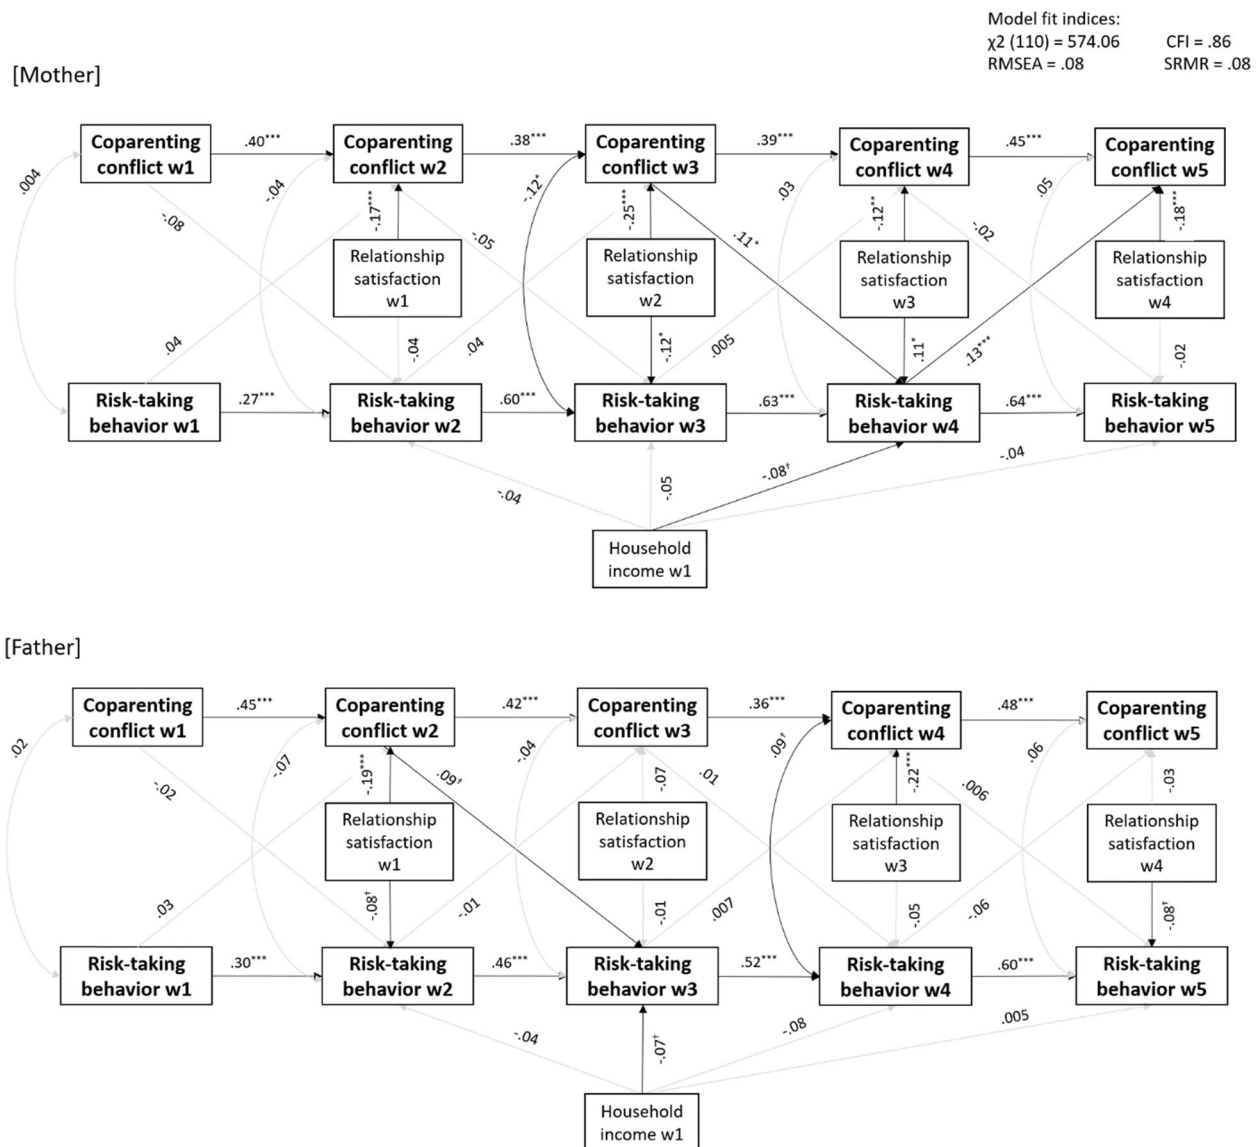 Model fit indices:
χ2 (110) = 574.06 CFI = .86
RMSEA = .08 SRMR = .08
[Mother]
Coparenting conflict w1
.40***
Coparenting conflict w2
.38***
Coparenting conflict w3
.39***
Coparenting conflict w4
.45***
Coparenting conflict w5
.004
-.08
-.04
-.17***
-.05
-.12*
-.25***
.11*
.03
-.12**
-.02
.05
-.18***
Relationship satisfaction w1
Relationship satisfaction w2
Relationship satisfaction w3
Relationship satisfaction w4
.04
-.04
.04
-.12*
.005
.11*
.13***
-.02
Risk-taking behavior w1
.27***
Risk-taking behavior w2
.60***
Risk-taking behavior w3
.63***
Risk-taking behavior w4
.64***
Risk-taking behavior w5
-.04
-.05
-.08†
-.04
Household income w1
[Father]
Coparenting conflict w1
.45***
Coparenting conflict w2
.42***
Coparenting conflict w3
.36***
Coparenting conflict w4
.48***
Coparenting conflict w5
.02
-.02
-.07
-.19***
.09†
-.04
-.07
.01
.09†
-.22***
.006
.06
-.03
Relationship satisfaction w1
Relationship satisfaction w2
Relationship satisfaction w3
Relationship satisfaction w4
.03
-.08†
-.01
-.01
.007
-.05
-.06
-.08†
Risk-taking behavior w1
.30***
Risk-taking behavior w2
.46***
Risk-taking behavior w3
.52***
Risk-taking behavior w4
.60***
Risk-taking behavior w5
-.04
-.07†
-.08
.005
Household income w1